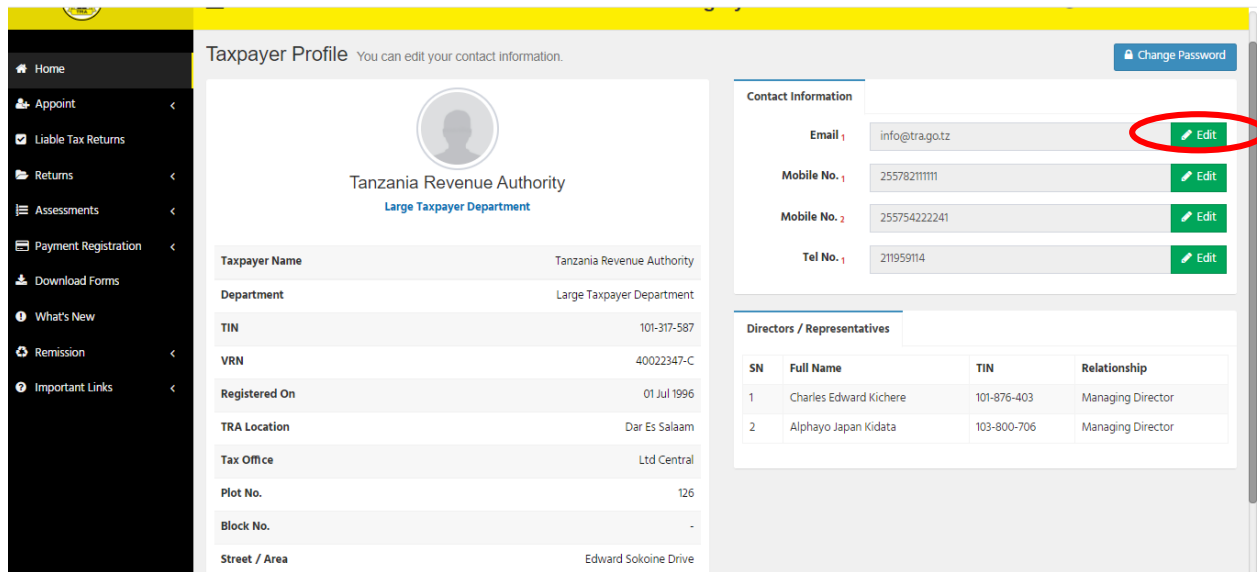 Taxpayer Profile You can edit your contact information.
Change Password
Home
Appoint
Liable Tax Returns
Returns
Assessments
Payment Registration
Download Forms
What's New
Remission
Important Links
Tanzania Revenue Authority
Large Taxpayer Department
Taxpayer Name Tanzania Revenue Authority
Department Large Taxpayer Department
TIN 101-317-587
VRN 40022347-C
Registered On 01 Jul 1996
TRA Location Dar Es Salaam
Tax Office Ltd Central
Plot No. 126
Block No. -
Street / Area Edward Sokoine Drive
Contact Information
Email 1 info@tra.go.tz Edit
Mobile No. 1 255782111111 Edit
Mobile No. 2 255754222241 Edit
Tel No. 1 211959114 Edit
Directors / Representatives
SN Full Name TIN Relationship
1 Charles Edward Kichere 101-876-403 Managing Director
2 Alphayo Japan Kidata 103-800-706 Managing Director